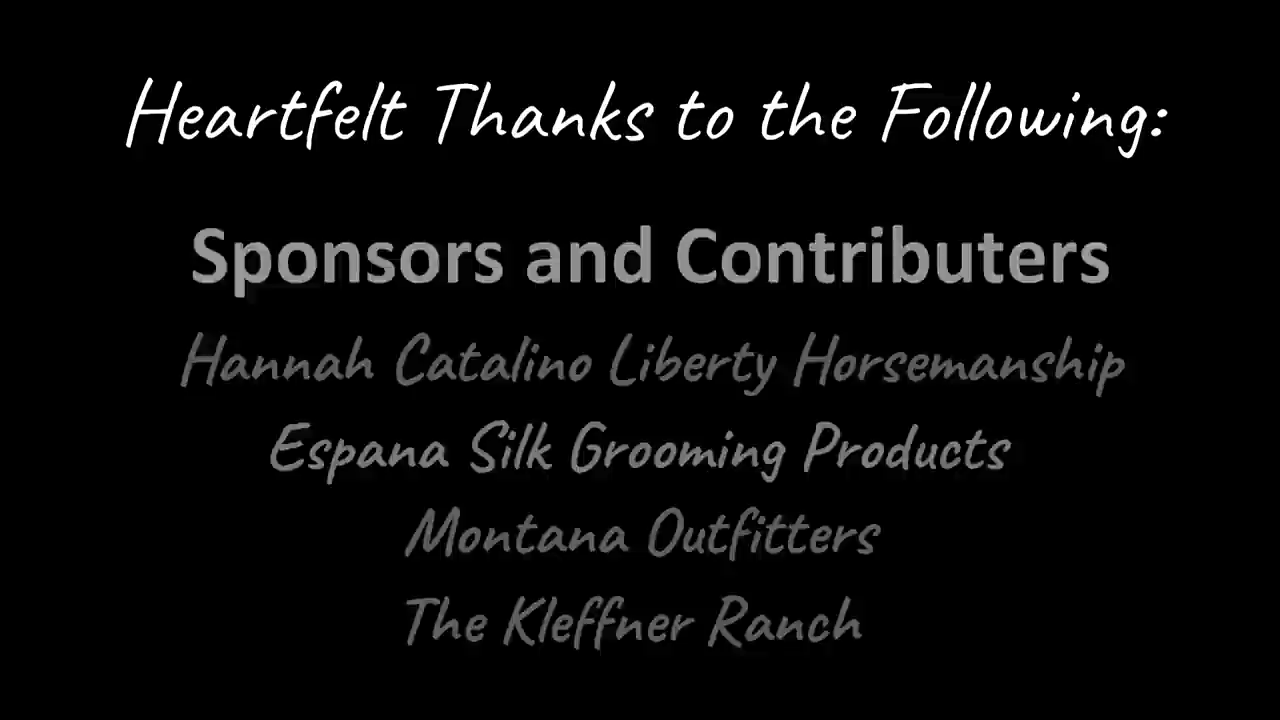 Heartfelt Thanks to the Following:
Sponsors and Contributers
Hannah Catalino Liberty Horsemanship
Espana Silk Grooming Products
Montana Outfitters
The Kleffner Ranch